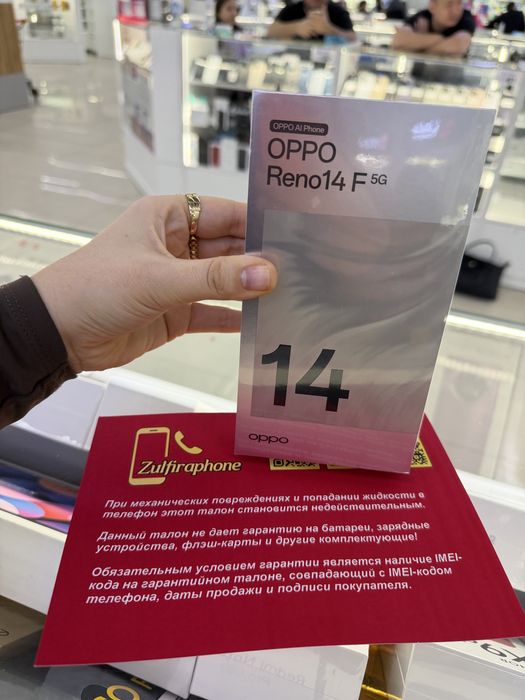 OPPO AI Phone
OPPO
Reno14 F 5G
14
oppo
Zulfiraphone
При механических повреждениях и попадании жидкости в
телефон этот талон становится недействительным.
Данный талон не дает гарантию на батареи, зарядные
устройства, флэш-карты и другие комплектующие!
Обязательным условием гарантии является наличие IMEI-
кода на гарантийном талоне, совпадающий с IMEI-кодом
телефона, даты продажи и подписи покупателя.
Redmi